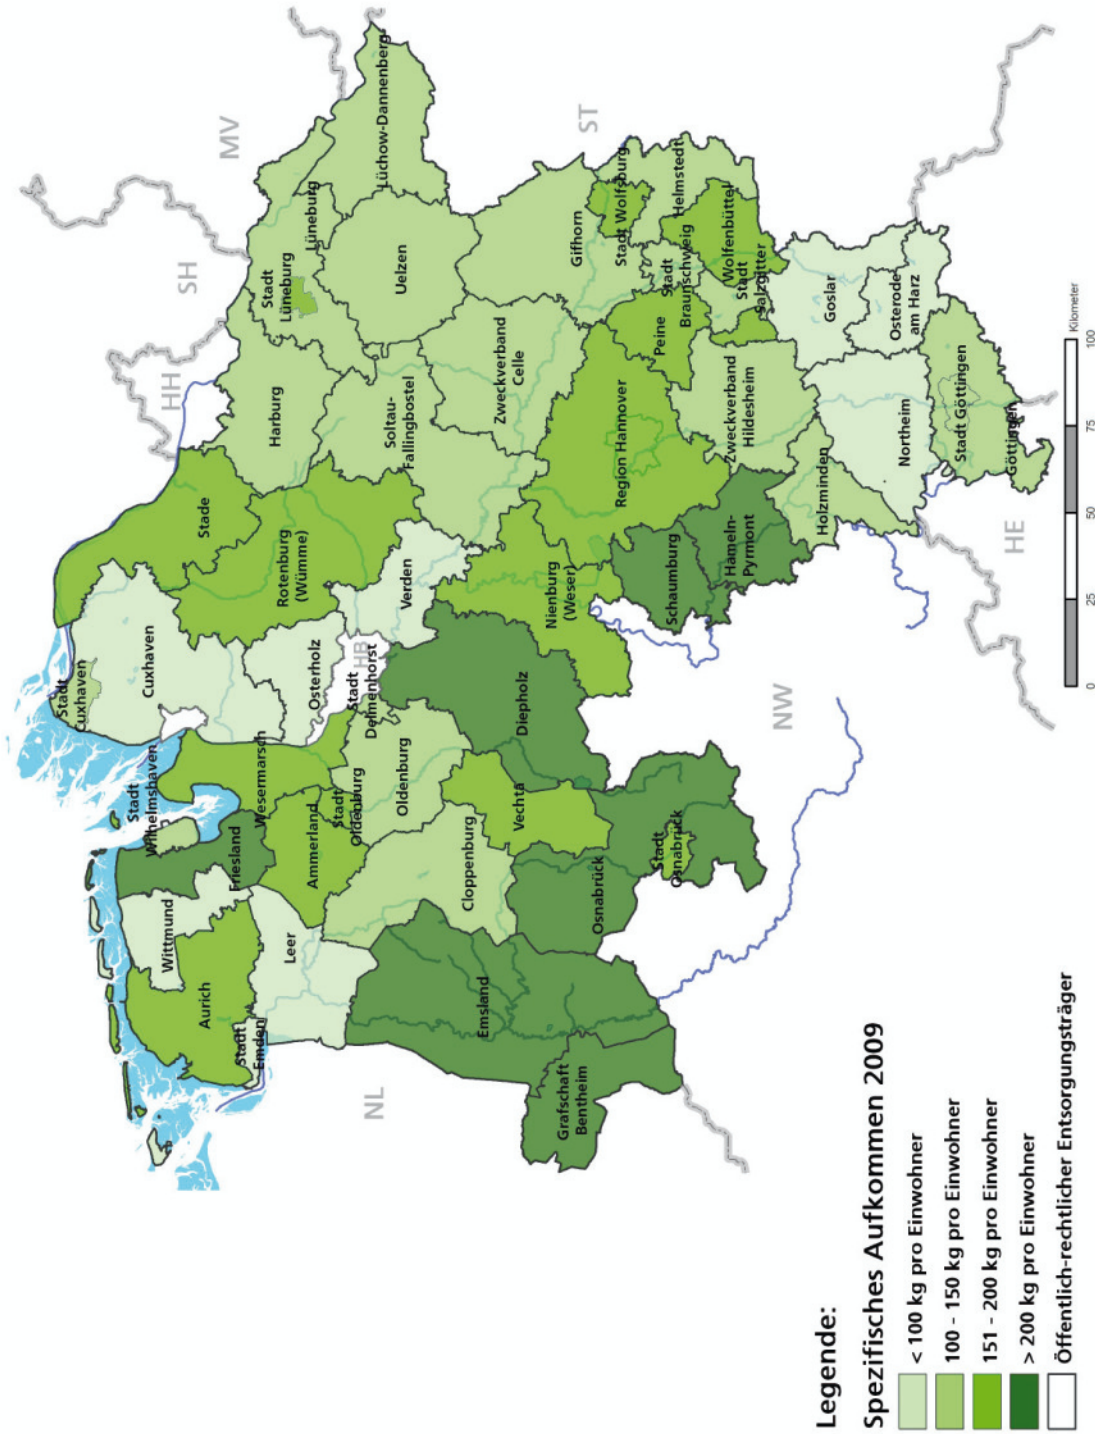 MV
SH
HH
ST
NL
NW
HE
HB
Stadt
Cuxhaven
Cuxhaven
Stade
Stadt
Wilhelmshaven
Wittmund
Aurich
Friesland
Wesermarsch
Osterholz
Rotenburg
(Wümme)
Harburg
Stadt
Lüneburg
Lüneburg
Lüchow-Dannenberg
Stadt
Emden
Leer
Ammerland
Stadt
Oldenburg
Stadt
Delmenhorst
Oldenburg
Verden
Soltau-
Fallingbostel
Uelzen
Cloppenburg
Vechta
Diepholz
Nienburg
(Weser)
Zweckverband
Celle
Gifhorn
Emsland
Grafschaft
Bentheim
Osnabrück
Stadt
Osnabrück
Schaumburg
Region Hannover
Peine
Stadt
Braunschweig
Stadt Wolfsburg
Helmstedt
Wolfenbüttel
Stadt
Salzgitter
Hameln-
Pyrmont
Zweckverband
Hildesheim
Holzminden
Goslar
Northeim
Osterode
am Harz
Stadt Göttingen
Göttingen
Legende:
Spezifisches Aufkommen 2009
< 100 kg pro Einwohner
100 - 150 kg pro Einwohner
151 - 200 kg pro Einwohner
> 200 kg pro Einwohner
Öffentlich-rechtlicher Entsorgungsträger
0 25 50 75 100
Kilometer